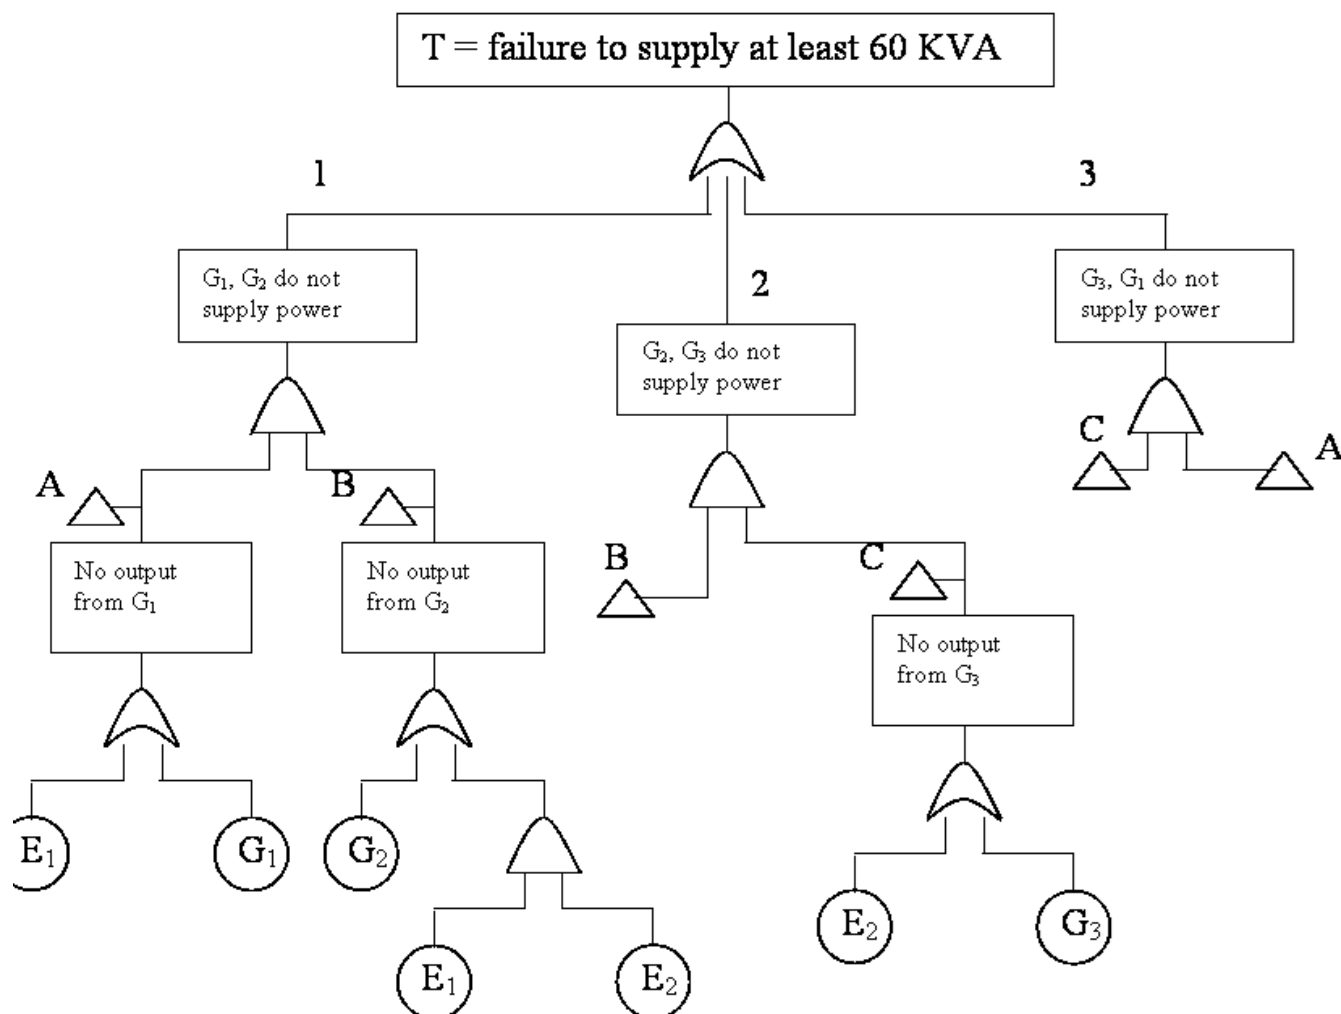 T = failure to supply at least 60 KVA
1
3
G₁, G₂ do not
supply power
2
G₃, G₁ do not
supply power
G₂, G₃ do not
supply power
C
A
A
B
B
C
No output
from G₁
No output
from G₂
No output
from G₃
E₁
G₁
G₂
E₂
G₃
E₁
E₂